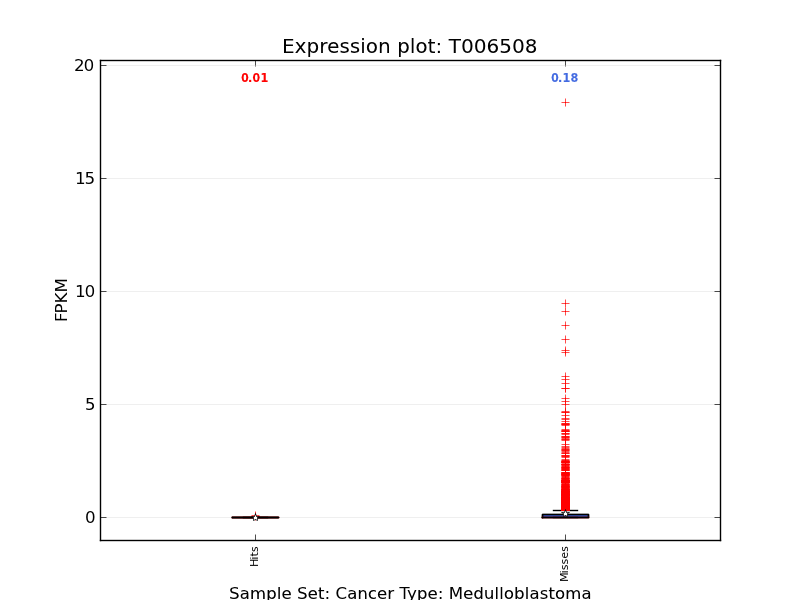 Expression plot: T006508
0.01
0.18
20
15
10
5
0
FPKM
Hits
Misses
Sample Set: Cancer Type: Medulloblastoma